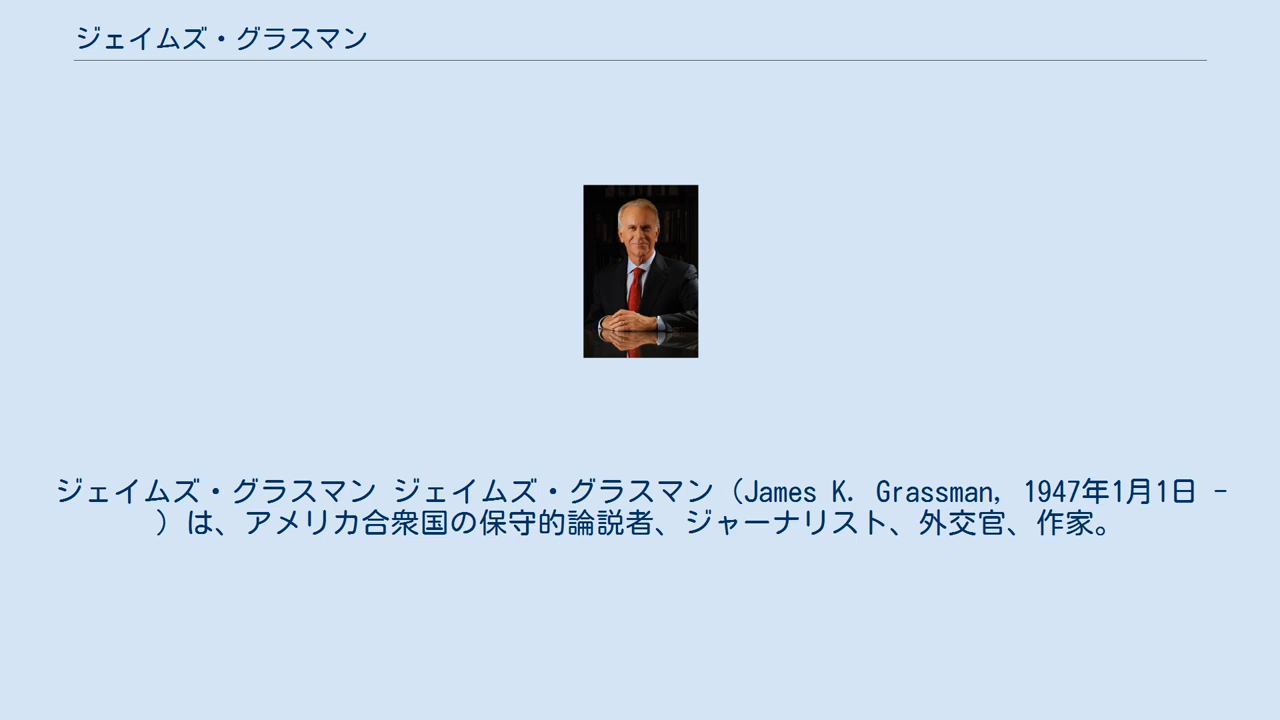 ジェイムズ・グラスマン
ジェイムズ・グラスマン ジェイムズ・グラスマン（James K. Grassman, 1947年1月1日 -
）は、アメリカ合衆国の保守的論説者、ジャーナリスト、外交官、作家。